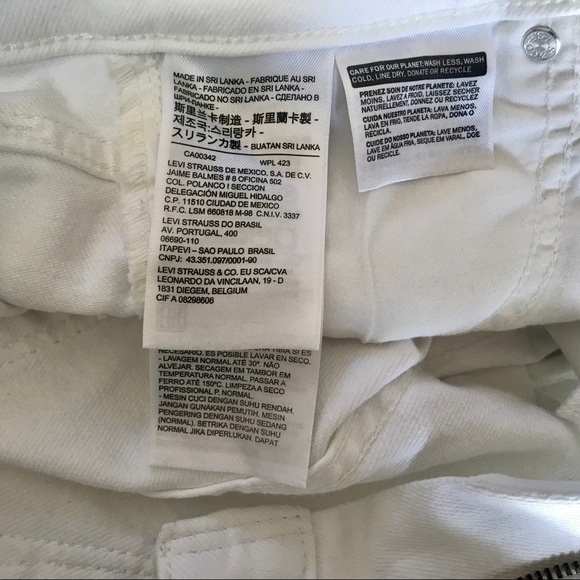 MADE IN SRI LANKA - FABRIQUE AU SRI
LANKA - FABRICADO EN SRI LANKA -
FABRICADO NO SRI LANKA - СДЕЛАНО В
ШРИ-ЛАНКЕ -
斯里兰卡制造 - 斯里蘭卡製 -
제조국:스리랑카 -
スリランカ製 - BUATAN SRI LANKA
CA00342 WPL 423
LEVI STRAUSS DE MEXICO, S.A. DE C.V.
JAIME BALMES # 8 OFICINA 502
COL. POLANCO I SECCION
DELEGACIÓN MIGUEL HIDALGO
C.P. 11510 CIUDAD DE MEXICO
R.F.C. LSM 660818 M-98 C.N.I.V. 3337
LEVI STRAUSS DO BRASIL
AV. PORTUGAL, 400
06690-110
ITAPEVI – SAO PAULO BRASIL
CNPJ: 43.351.097/0001-90
LEVI STRAUSS & CO. EU SCA/CVA
LEONARDO DA VINCILAAN, 19 - D
1831 DIEGEM, BELGIUM
CIF A 08298606
NECESARIO. ES POSIBLE LAVAR EN SECO.
- LAVAGEM NORMAL ATÉ 30º. NÃO
ALVEJAR. SECAGEM EM TAMBOR EM
TEMPERATURA NORMAL. PASSAR A
FERRO ATÉ 150ºC. LIMPEZA A SECO
PROFISSIONAL P, NORMAL.
- MESIN CUCI DENGAN SUHU RENDAH.
JANGAN GUNAKAN PEMUTIH. MESIN
PENGERING DENGAN SUHU SEDANG
(NORMAL). SETRIKA DENGAN SUHU
NORMAL JIKA DIPERLUKAN. DAPAT
CARE FOR OUR PLANET: WASH LESS, WASH
COLD, LINE DRY, DONATE OR RECYCLE
PRENEZ SOIN DE NOTRE PLANETE: LAVEZ
MOINS, LAVEZ A FROID, LAISSEZ SECHER
NATURELLEMENT, DONNEZ OU RECYCLEZ
CUIDA NUESTRO PLANETA: LAVA MENOS,
LAVA EN FRIO, TIENDE LA ROPA, DONA O
RECICLA.
CUIDE DO NOSSO PLANETA: LAVE MENOS,
LAVE EM AGUA FRIA, SEQUE EM VARAL, DOE
OU RECICLE.